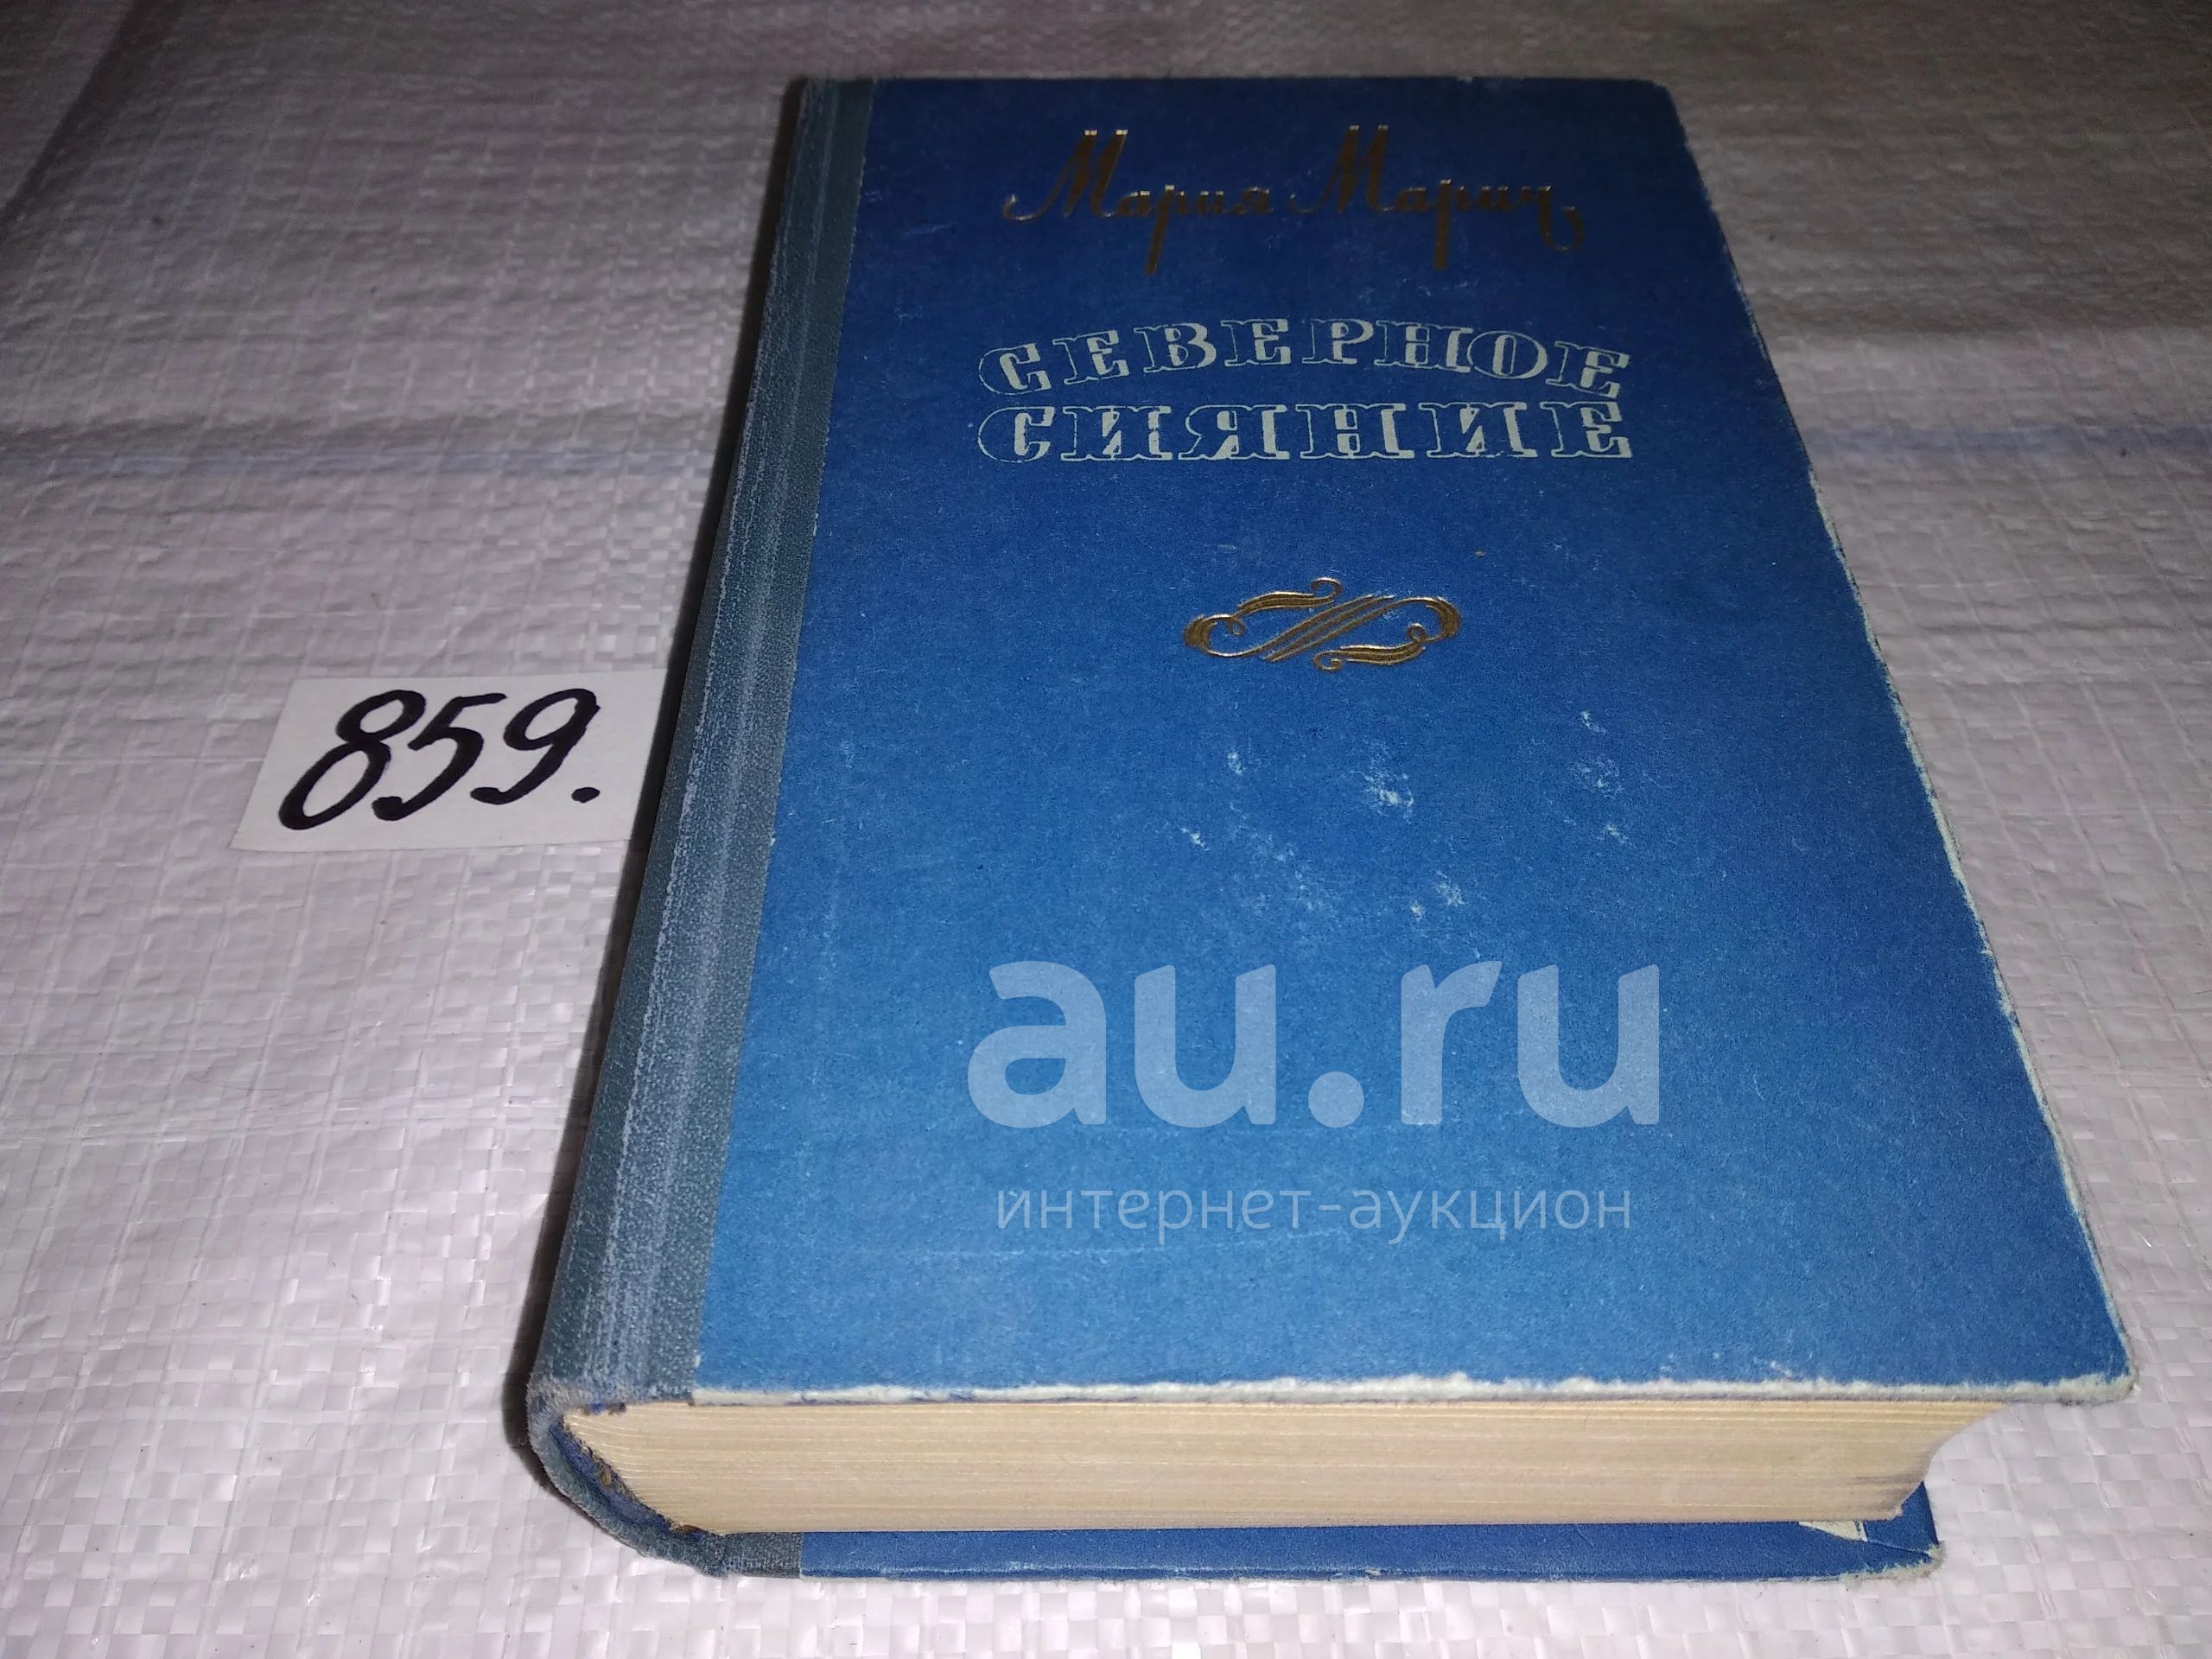 Мария Марич
СЕВЕРНОЕ
СИЯНИЕ
859.
au.ru
интернет-аукцион